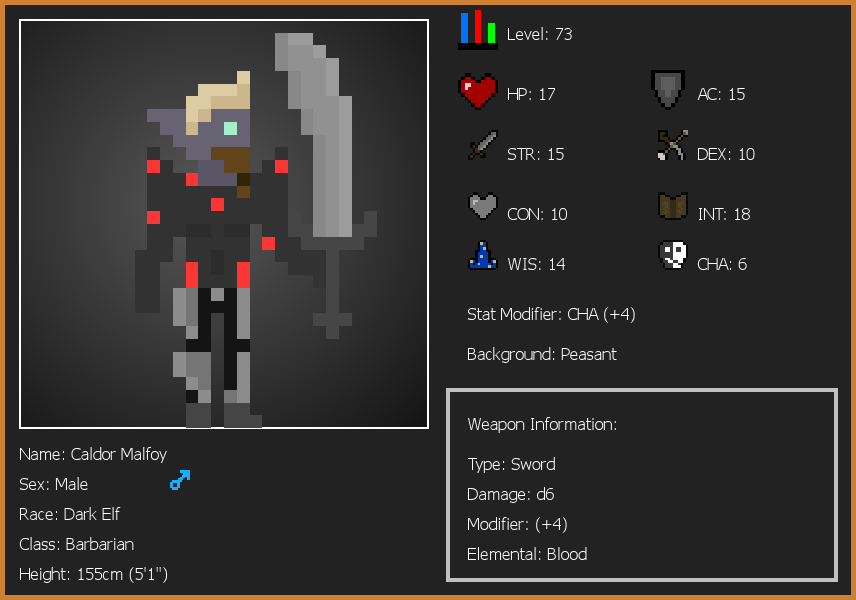 Level: 73
HP: 17
AC: 15
STR: 15
DEX: 10
CON: 10
INT: 18
WIS: 14
CHA: 6
Stat Modifier: CHA (+4)
Background: Peasant
Weapon Information:
Type: Sword
Damage: d6
Modifier: (+4)
Elemental: Blood
Name: Caldor Malfoy
Sex: Male
Race: Dark Elf
Class: Barbarian
Height: 155cm (5'1")